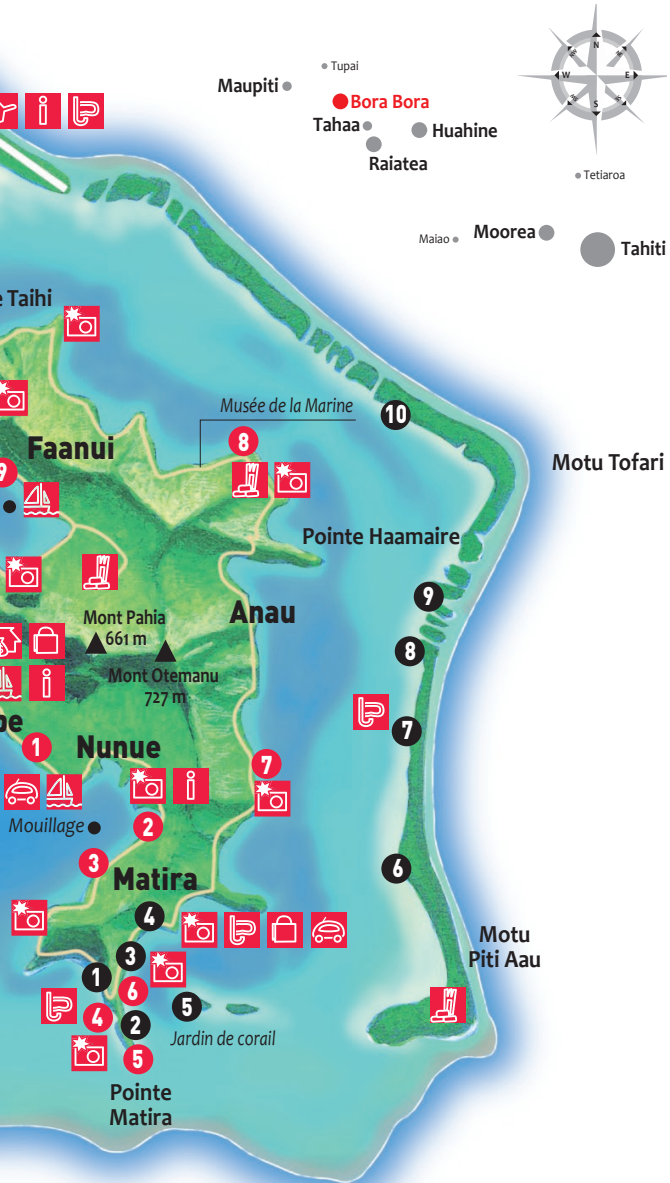 Tupai
Maupiti
Bora Bora
Tahaa
Huahine
Raiatea
N
W
E
S
Tetiaroa
Maiao
Moorea
Tahiti
e Taihi
Musée de la Marine
10
Faanui
8
9
Motu Tofari
Pointe Haamaire
9
Anau
Mont Pahia
661 m
8
Mont Otemanu
727 m
7
pe
1
Nunue
7
Mouillage
2
3
6
Matira
4
Motu
Piti Aau
3
1
6
5
4
2
Jardin de corail
5
Pointe
Matira